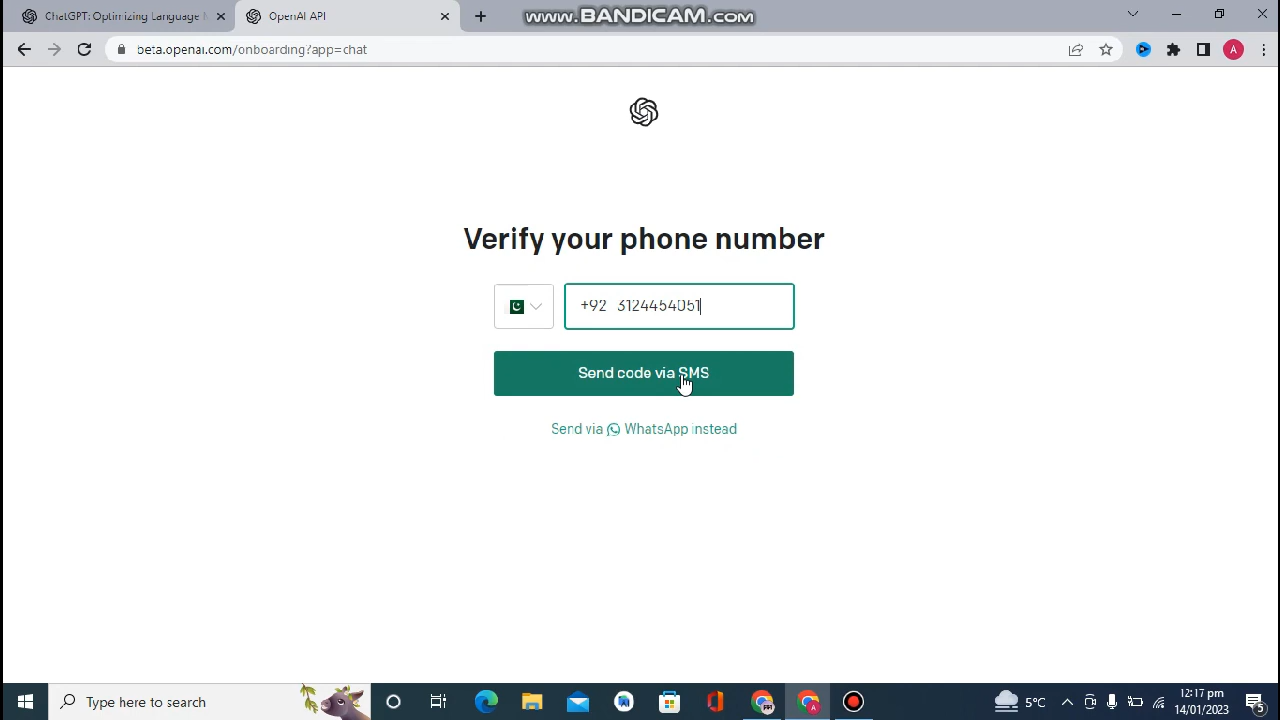 ChatGPT: Optimizing Language M
OpenAI API
www.BANDICAM.com
beta.openai.com/onboarding?app=chat
A
Verify your phone number
+92 3124454051
Send code via SMS
Send via WhatsApp instead
Type here to search
5°C
12:17 pm
14/01/2023
5